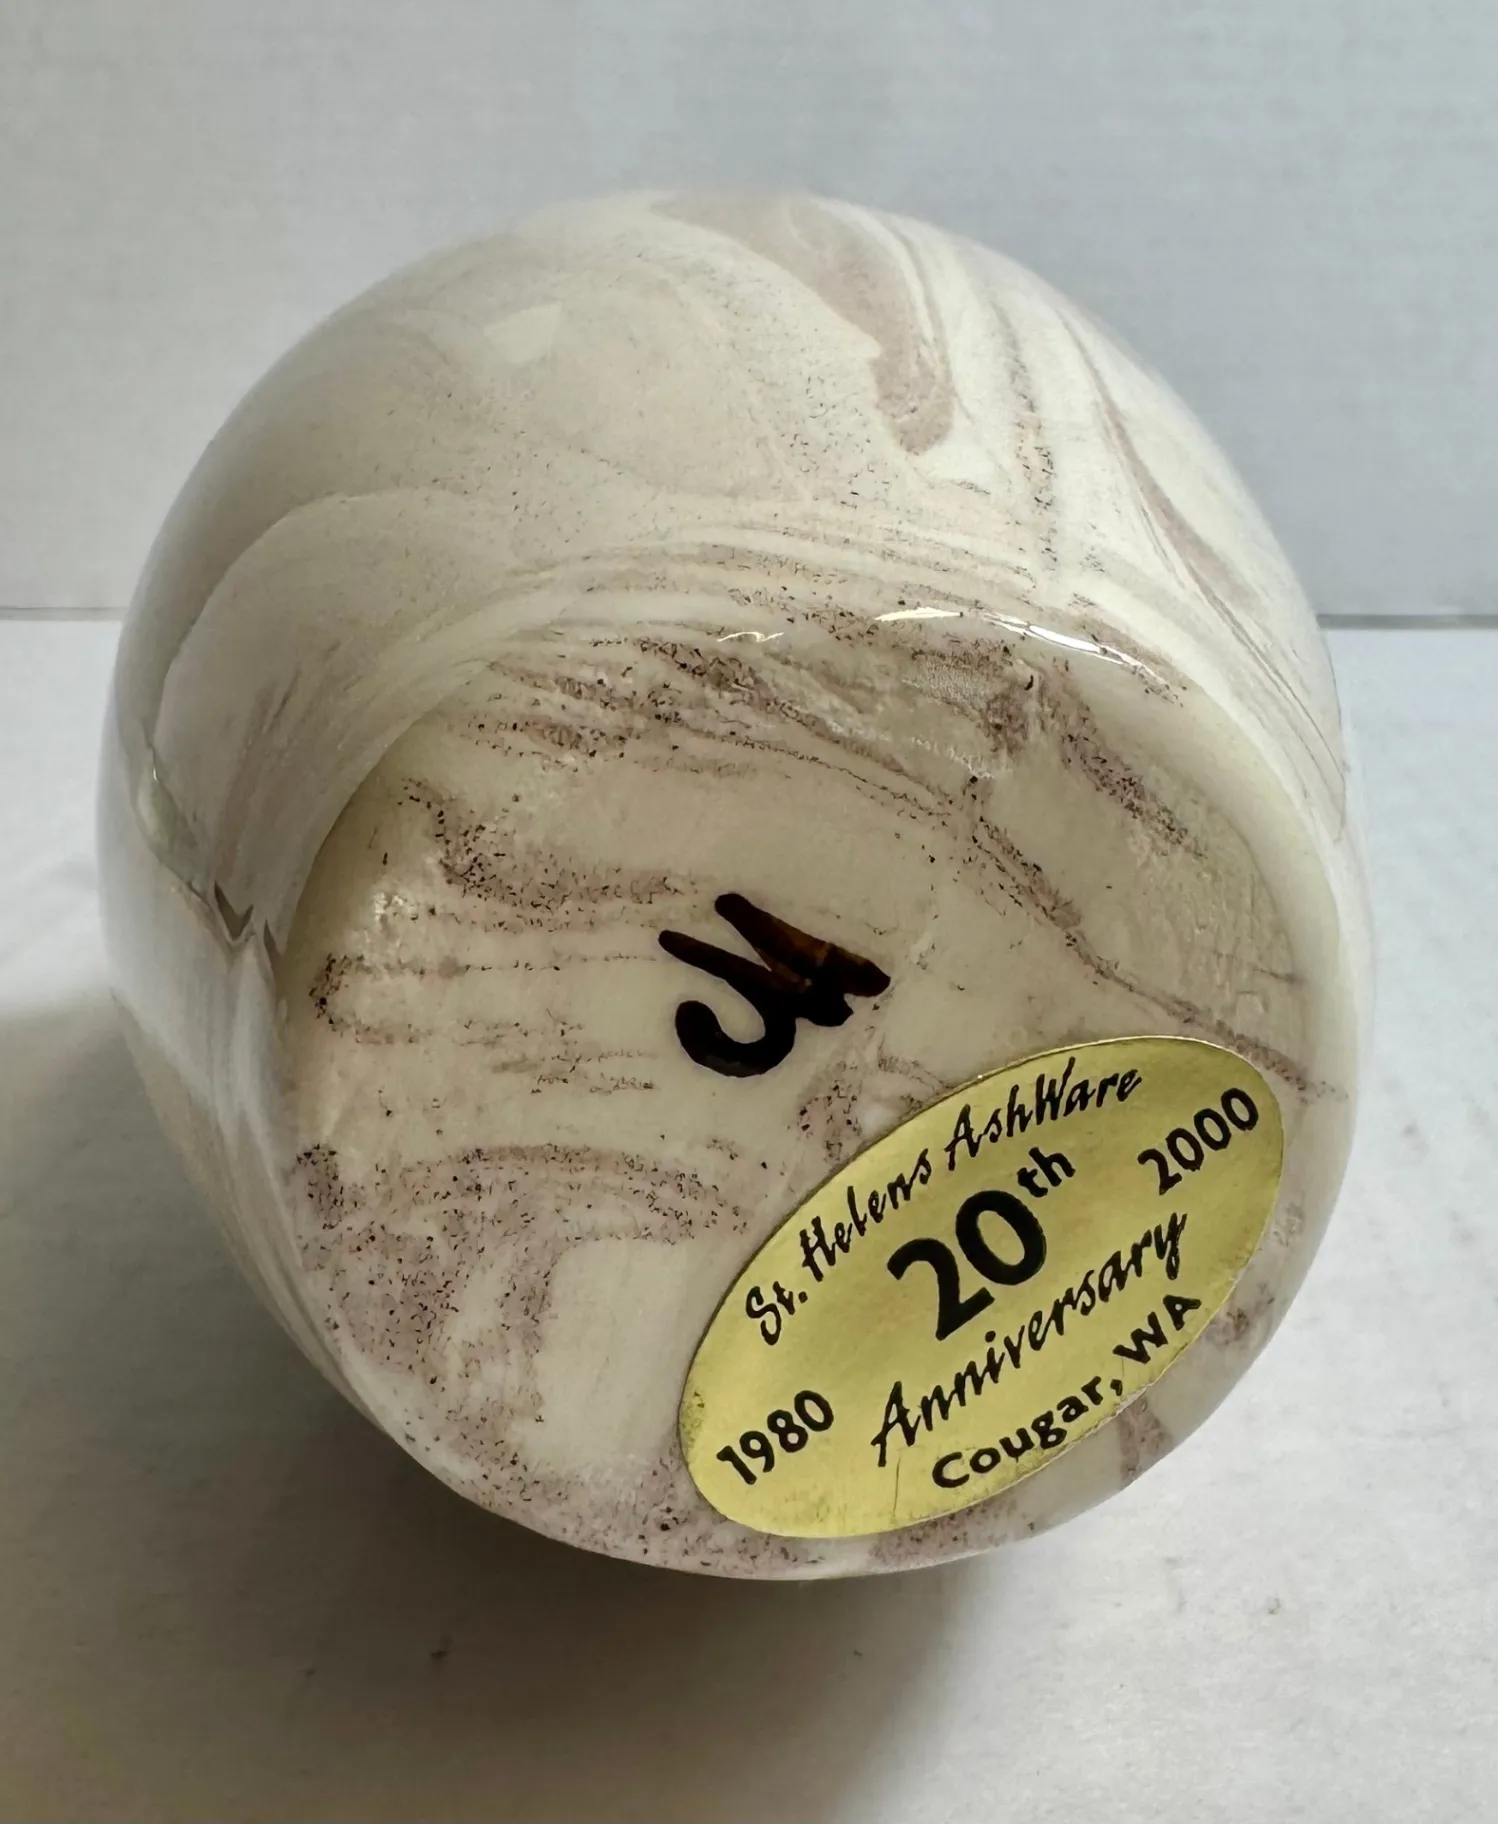 St. Helens AshWare
20th
1980 2000
Anniversary
Cougar, WA